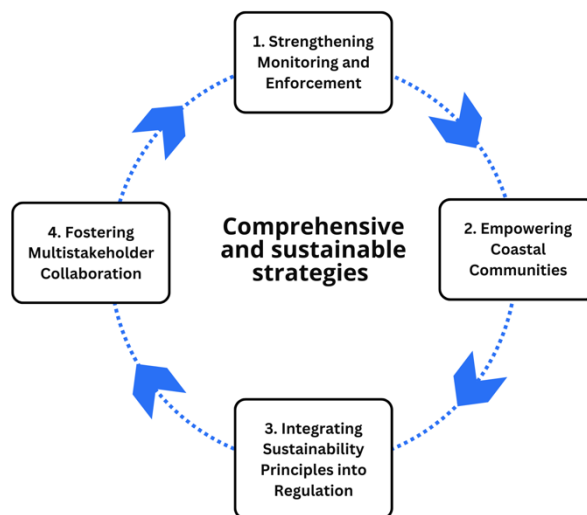 1. Strengthening
Monitoring and
Enforcement
4. Fostering
Multistakeholder
Collaboration
Comprehensive
and sustainable
strategies
2. Empowering
Coastal
Communities
3. Integrating
Sustainability
Principles into
Regulation